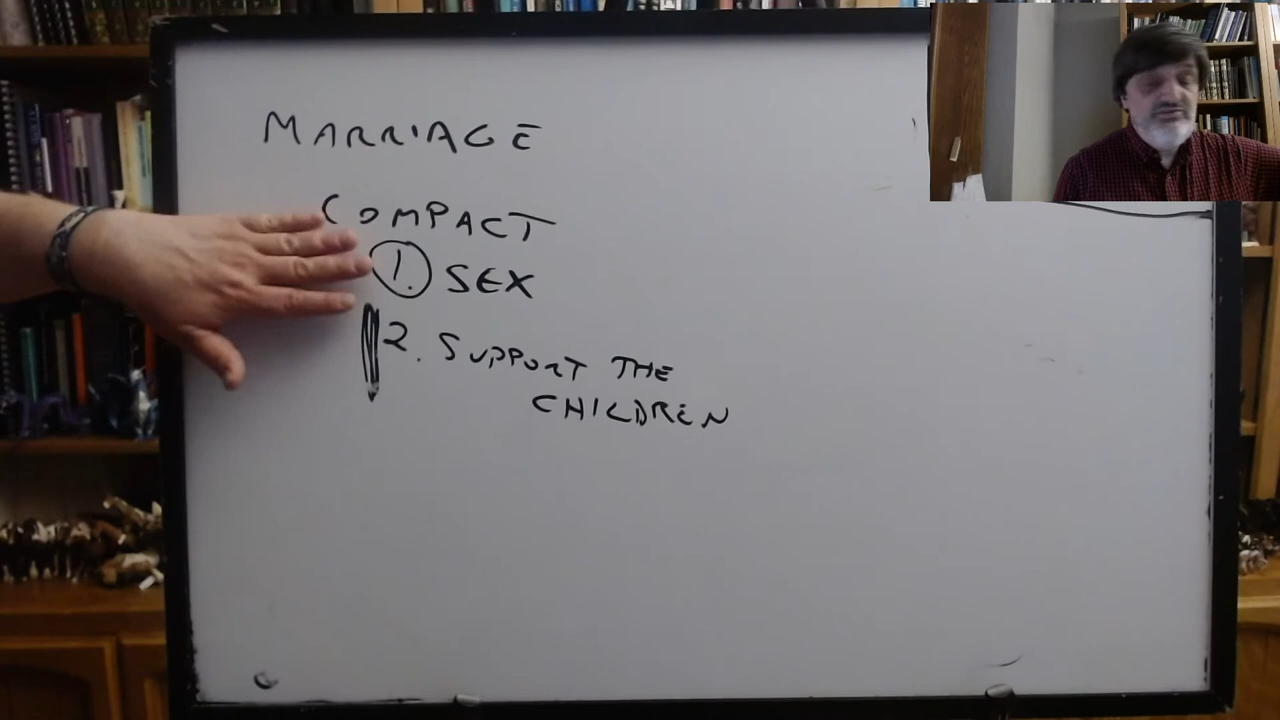 MARRIAGE
COMPACT
1. SEX
2. SUPPORT THE
CHILDREN